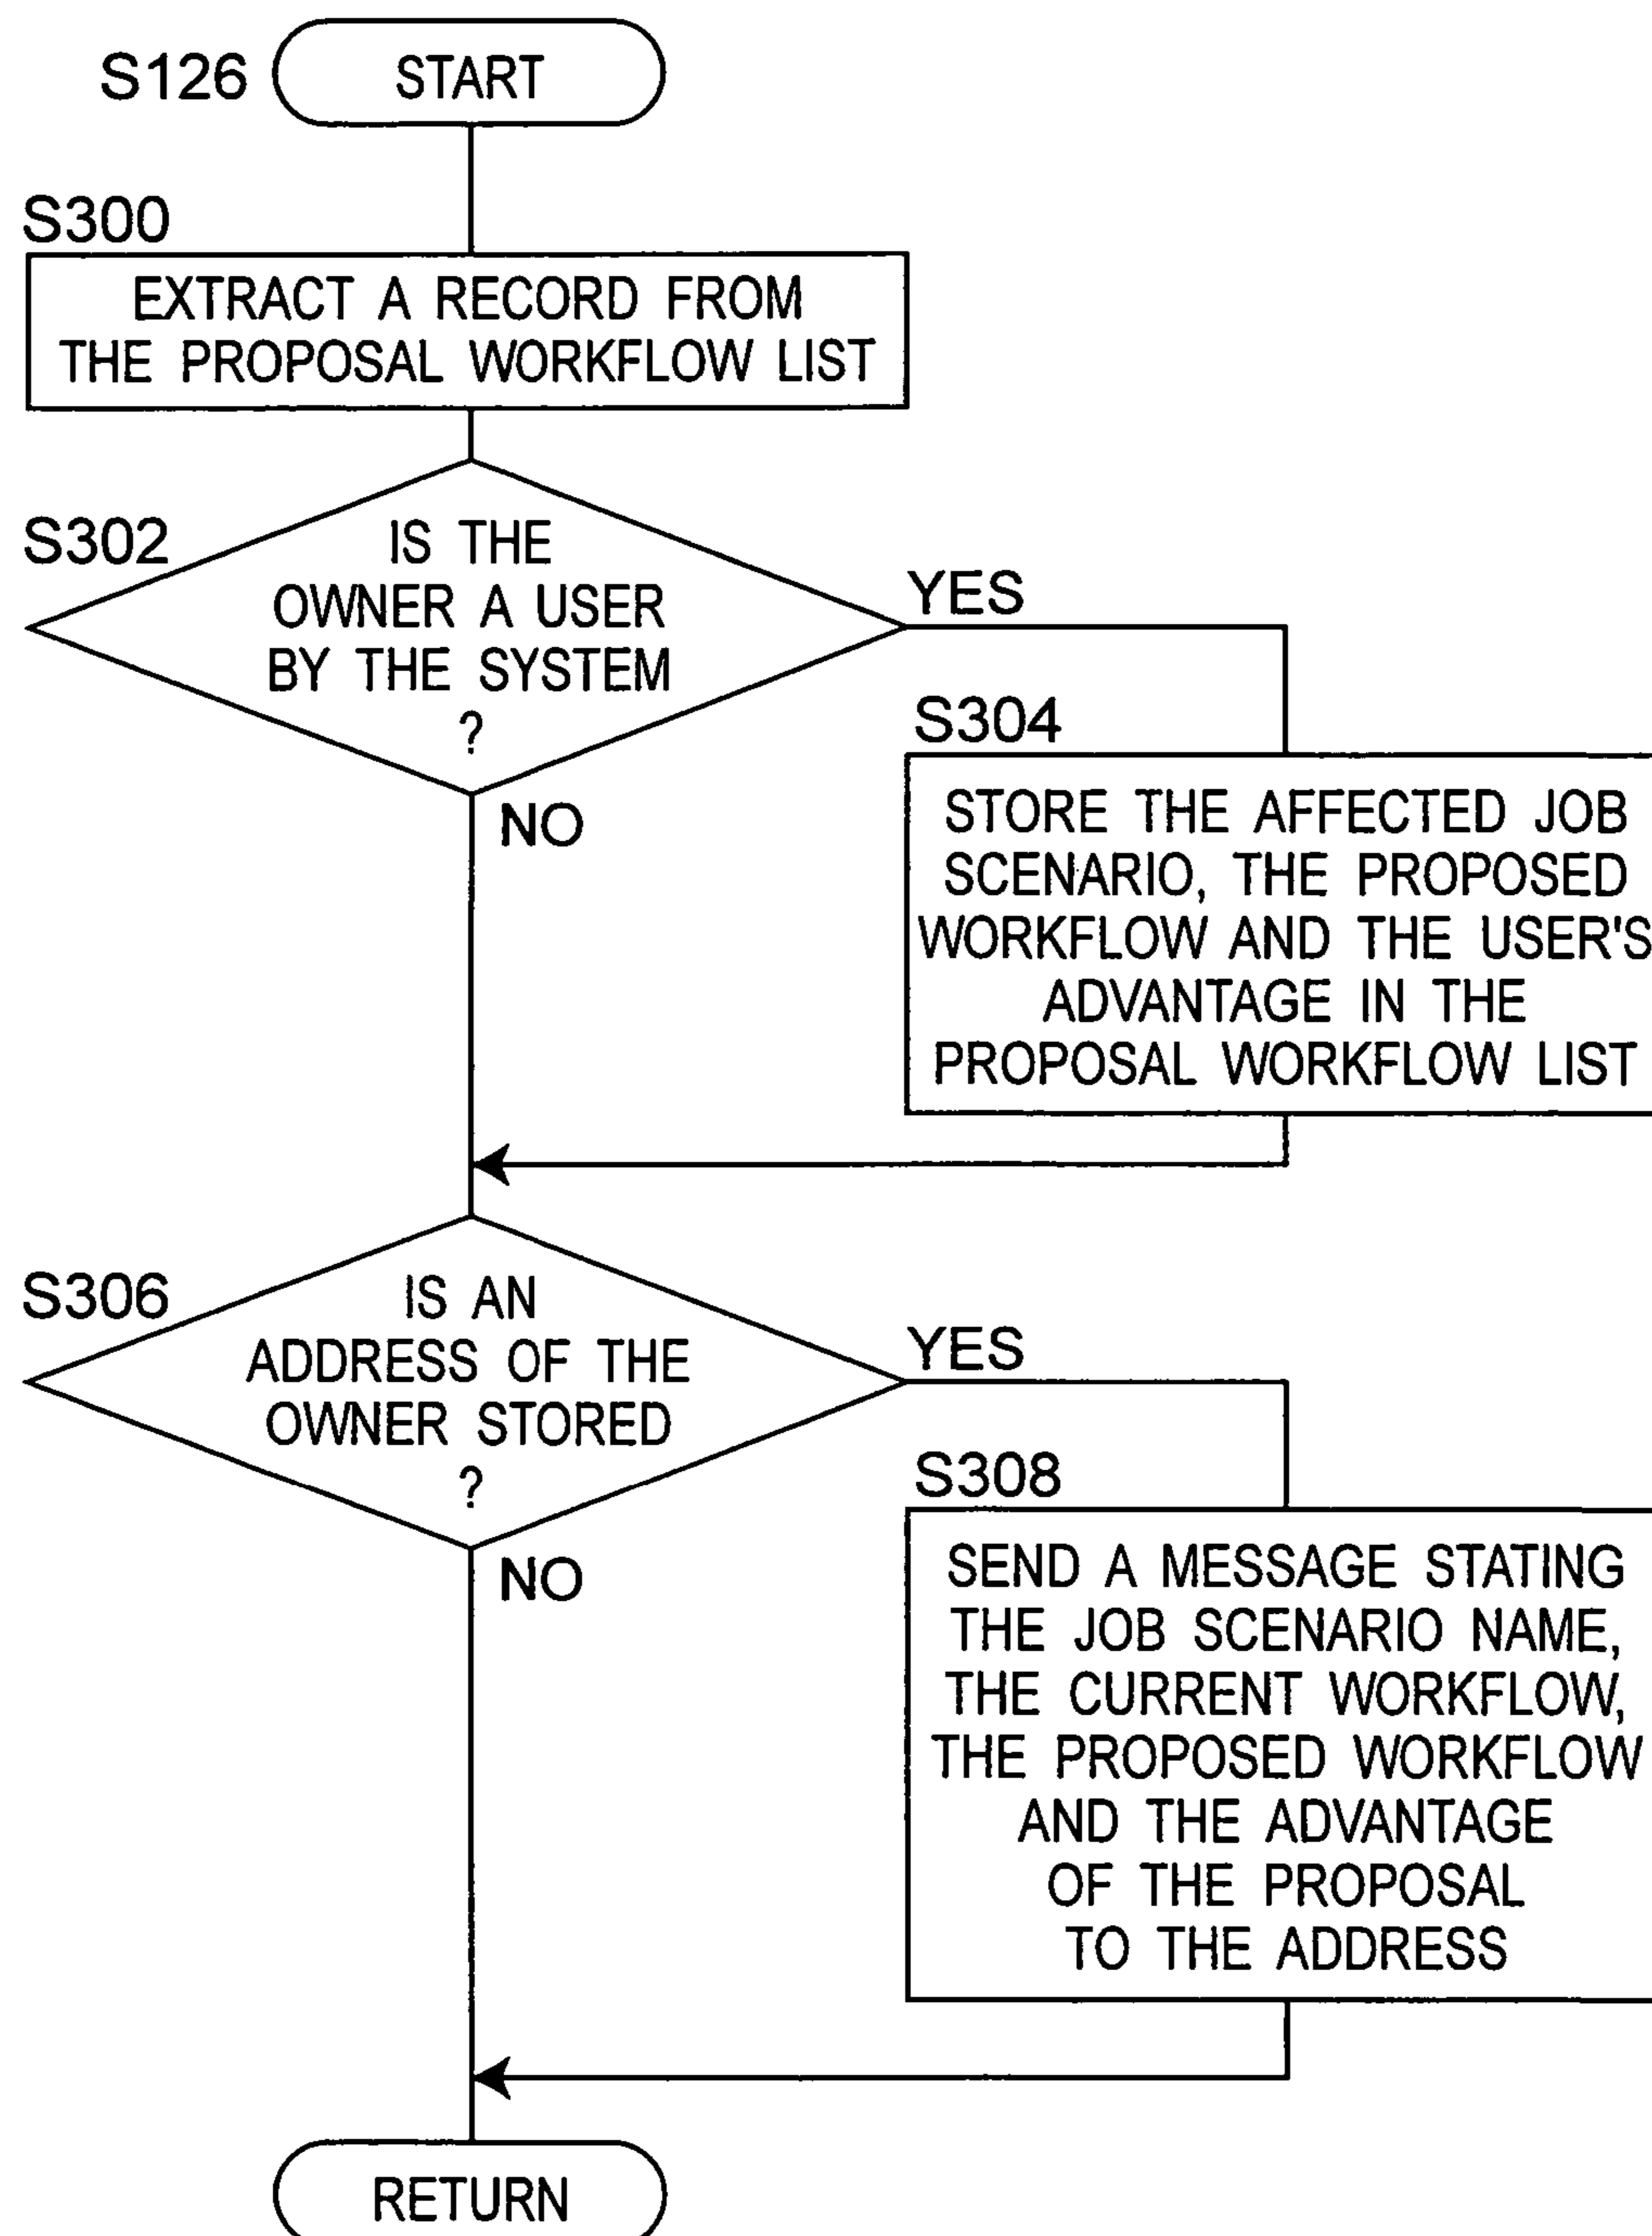 S126
START
S300
EXTRACT A RECORD FROM
THE PROPOSAL WORKFLOW LIST
S302
IS THE
OWNER A USER
BY THE SYSTEM
?
YES
NO
S304
STORE THE AFFECTED JOB
SCENARIO, THE PROPOSED
WORKFLOW AND THE USER'S
ADVANTAGE IN THE
PROPOSAL WORKFLOW LIST
S306
IS AN
ADDRESS OF THE
OWNER STORED
?
YES
NO
S308
SEND A MESSAGE STATING
THE JOB SCENARIO NAME,
THE CURRENT WORKFLOW,
THE PROPOSED WORKFLOW
AND THE ADVANTAGE
OF THE PROPOSAL
TO THE ADDRESS
RETURN